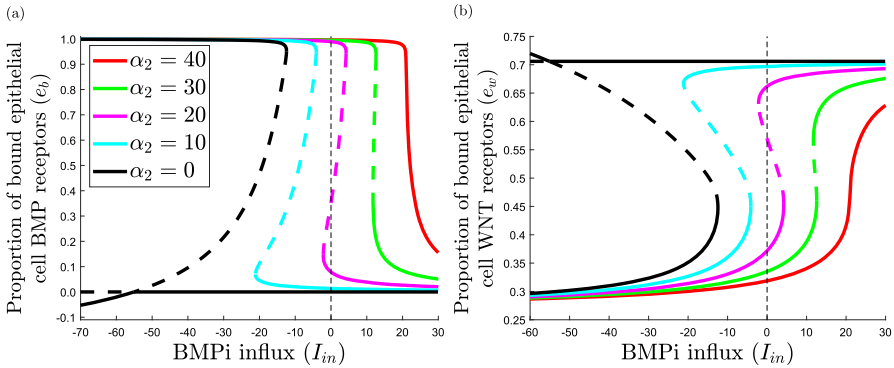 (a)
Proportion of bound epithelial
cell BMP receptors (e_b)
1.0
0.9
0.8
0.7
0.6
0.5
0.4
0.3
0.2
0.1
0.0
-0.1
α₂ = 40
α₂ = 30
α₂ = 20
α₂ = 10
α₂ = 0
-70 -60 -50 -40 -30 -20 -10 0 10 20 30
BMPi influx (I_in)
(b)
Proportion of bound epithelial
cell WNT receptors (e_w)
0.75
0.7
0.65
0.6
0.55
0.5
0.45
0.4
0.35
0.3
0.25
-60 -50 -40 -30 -20 -10 0 10 20 30
BMPi influx (I_in)